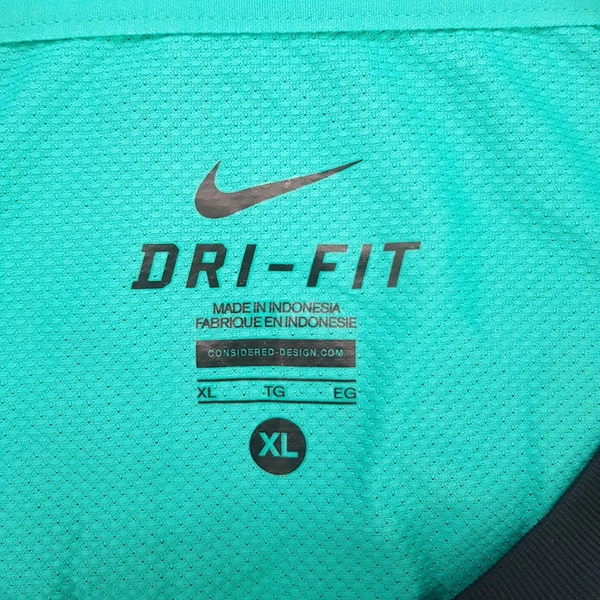 DRI-FIT
MADE IN INDONESIA
FABRIQUE EN INDONESIE
CONSIDERED-DESIGN.COM
XL TG EG
XL